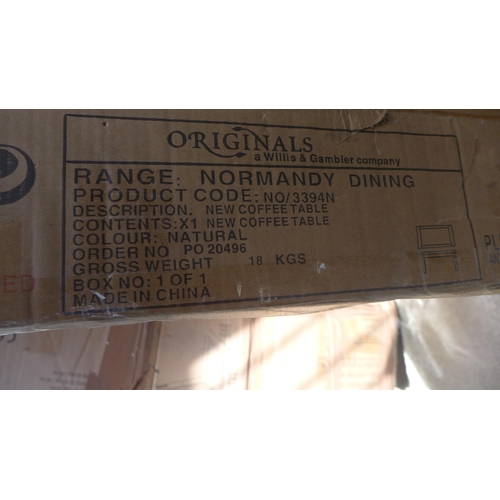 ORIGINALS
a Willis & Gambler company
RANGE: NORMANDY DINING
PRODUCT CODE: NO/3394N
DESCRIPTION. NEW COFFEE TABLE
CONTENTS:X1 NEW COFFEE TABLE
COLOUR: NATURAL
ORDER NO PO 20496
GROSS WEIGHT 18 KGS
BOX NO: 1 OF 1
MADE IN CHINA